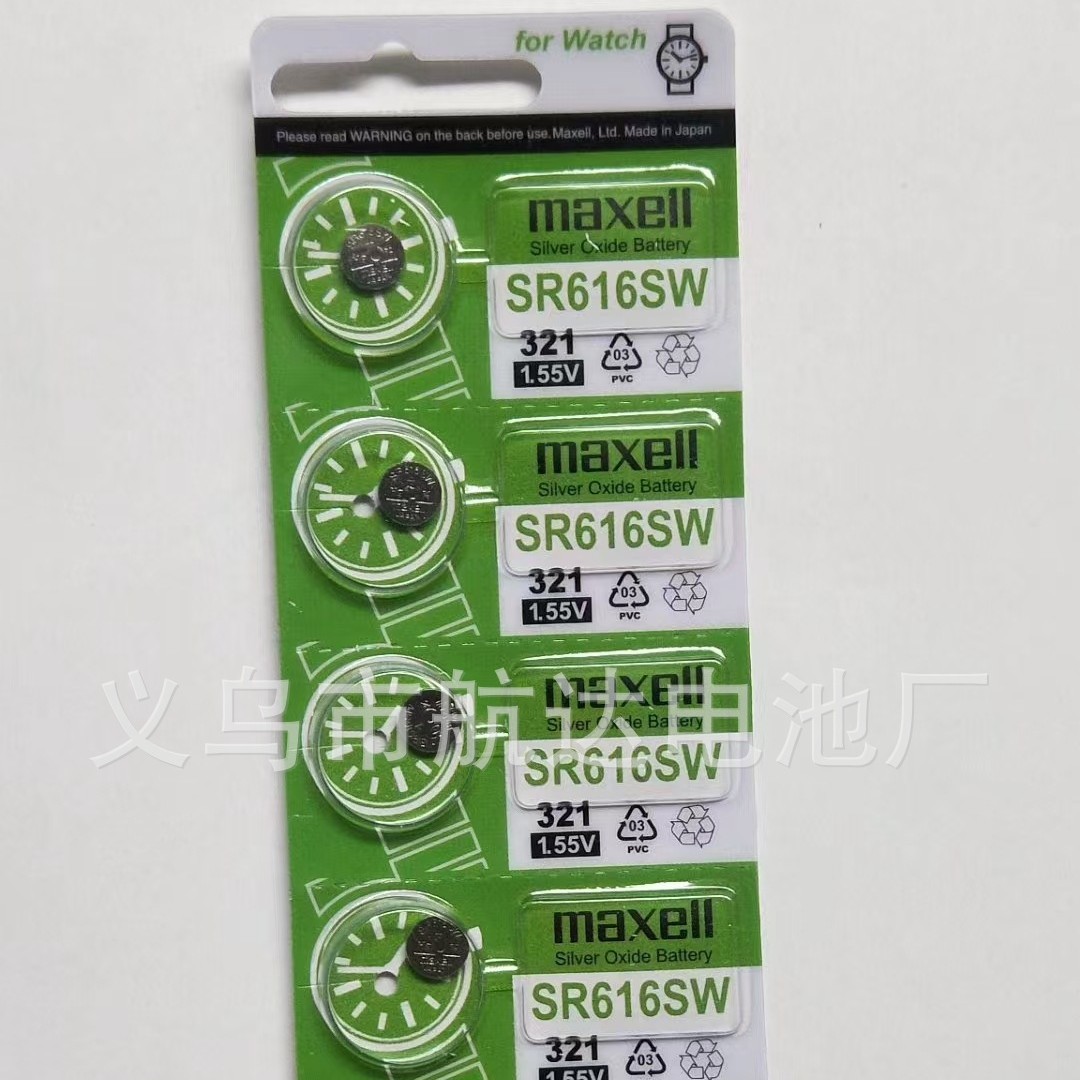 for Watch
Please read WARNING on the back before use. Maxell, Ltd. Made in Japan
maxell
Silver Oxide Battery
SR616SW
321
03
1.55V
PVC
maxell
Silver Oxide Battery
SR616SW
321
03
1.55V
PVC
义乌市航达电池厂
maxell
Silver Oxide Battery
SR616SW
321
03
1.55V
PVC
maxell
Silver Oxide Battery
SR616SW
321
03
1.55V